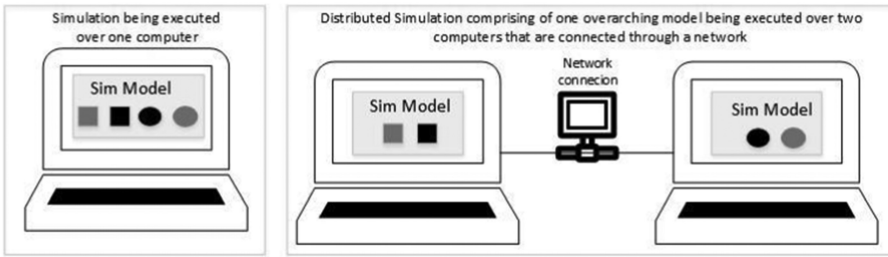 Simulation being executed
over one computer
Sim Model
Distributed Simulation comprising of one overarching model being executed over two
computers that are connected through a network
Sim Model
Network
connecion
Sim Model